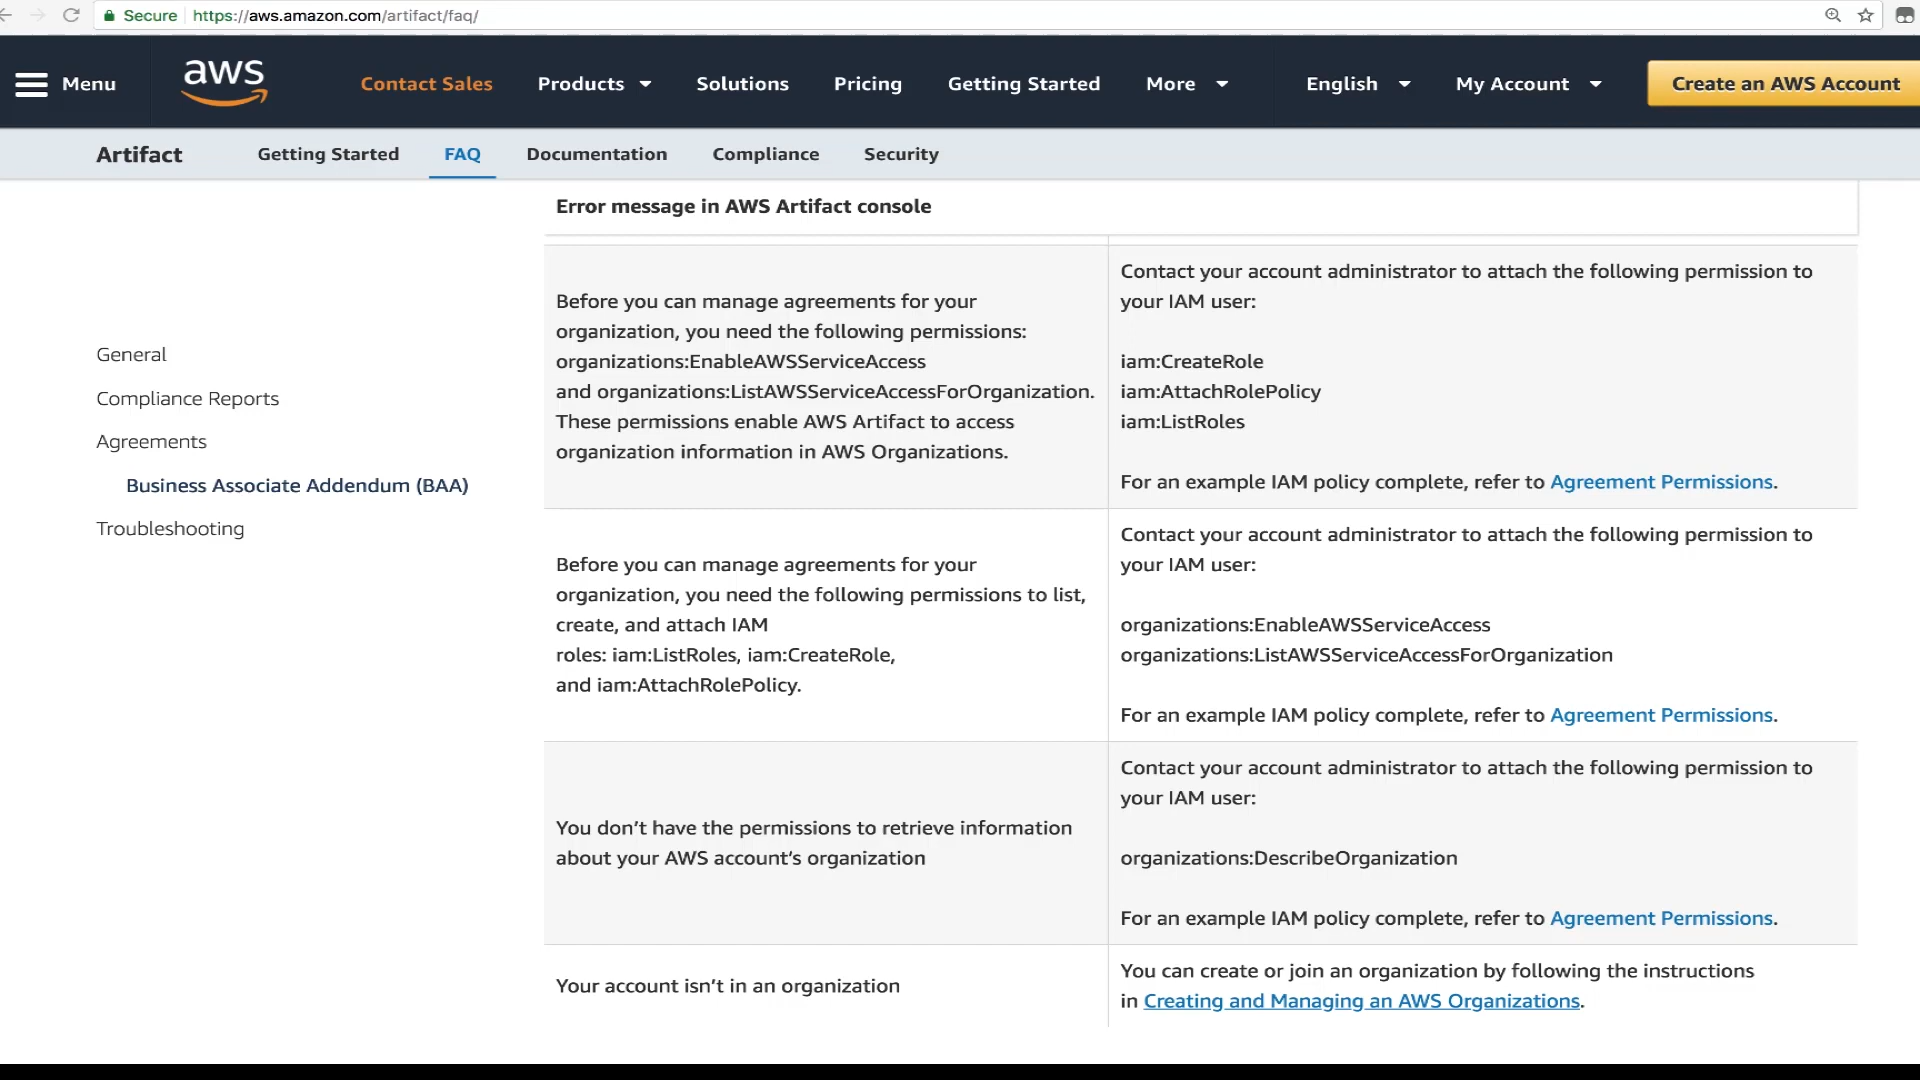 Secure https://aws.amazon.com/artifact/faq/
Menu aws Contact Sales Products Solutions Pricing Getting Started More English My Account Create an AWS Account
Artifact Getting Started FAQ Documentation Compliance Security
General
Compliance Reports
Agreements
Business Associate Addendum (BAA)
Troubleshooting
Error message in AWS Artifact console
Before you can manage agreements for your
organization, you need the following permissions:
organizations:EnableAWSServiceAccess
and organizations:ListAWSServiceAccessForOrganization.
These permissions enable AWS Artifact to access
organization information in AWS Organizations.
Contact your account administrator to attach the following permission to
your IAM user:
iam:CreateRole
iam:AttachRolePolicy
iam:ListRoles
For an example IAM policy complete, refer to Agreement Permissions.
Before you can manage agreements for your
organization, you need the following permissions to list,
create, and attach IAM
roles: iam:ListRoles, iam:CreateRole,
and iam:AttachRolePolicy.
Contact your account administrator to attach the following permission to
your IAM user:
organizations:EnableAWSServiceAccess
organizations:ListAWSServiceAccessForOrganization
For an example IAM policy complete, refer to Agreement Permissions.
You don’t have the permissions to retrieve information
about your AWS account’s organization
Contact your account administrator to attach the following permission to
your IAM user:
organizations:DescribeOrganization
For an example IAM policy complete, refer to Agreement Permissions.
Your account isn’t in an organization
You can create or join an organization by following the instructions
in Creating and Managing an AWS Organizations.